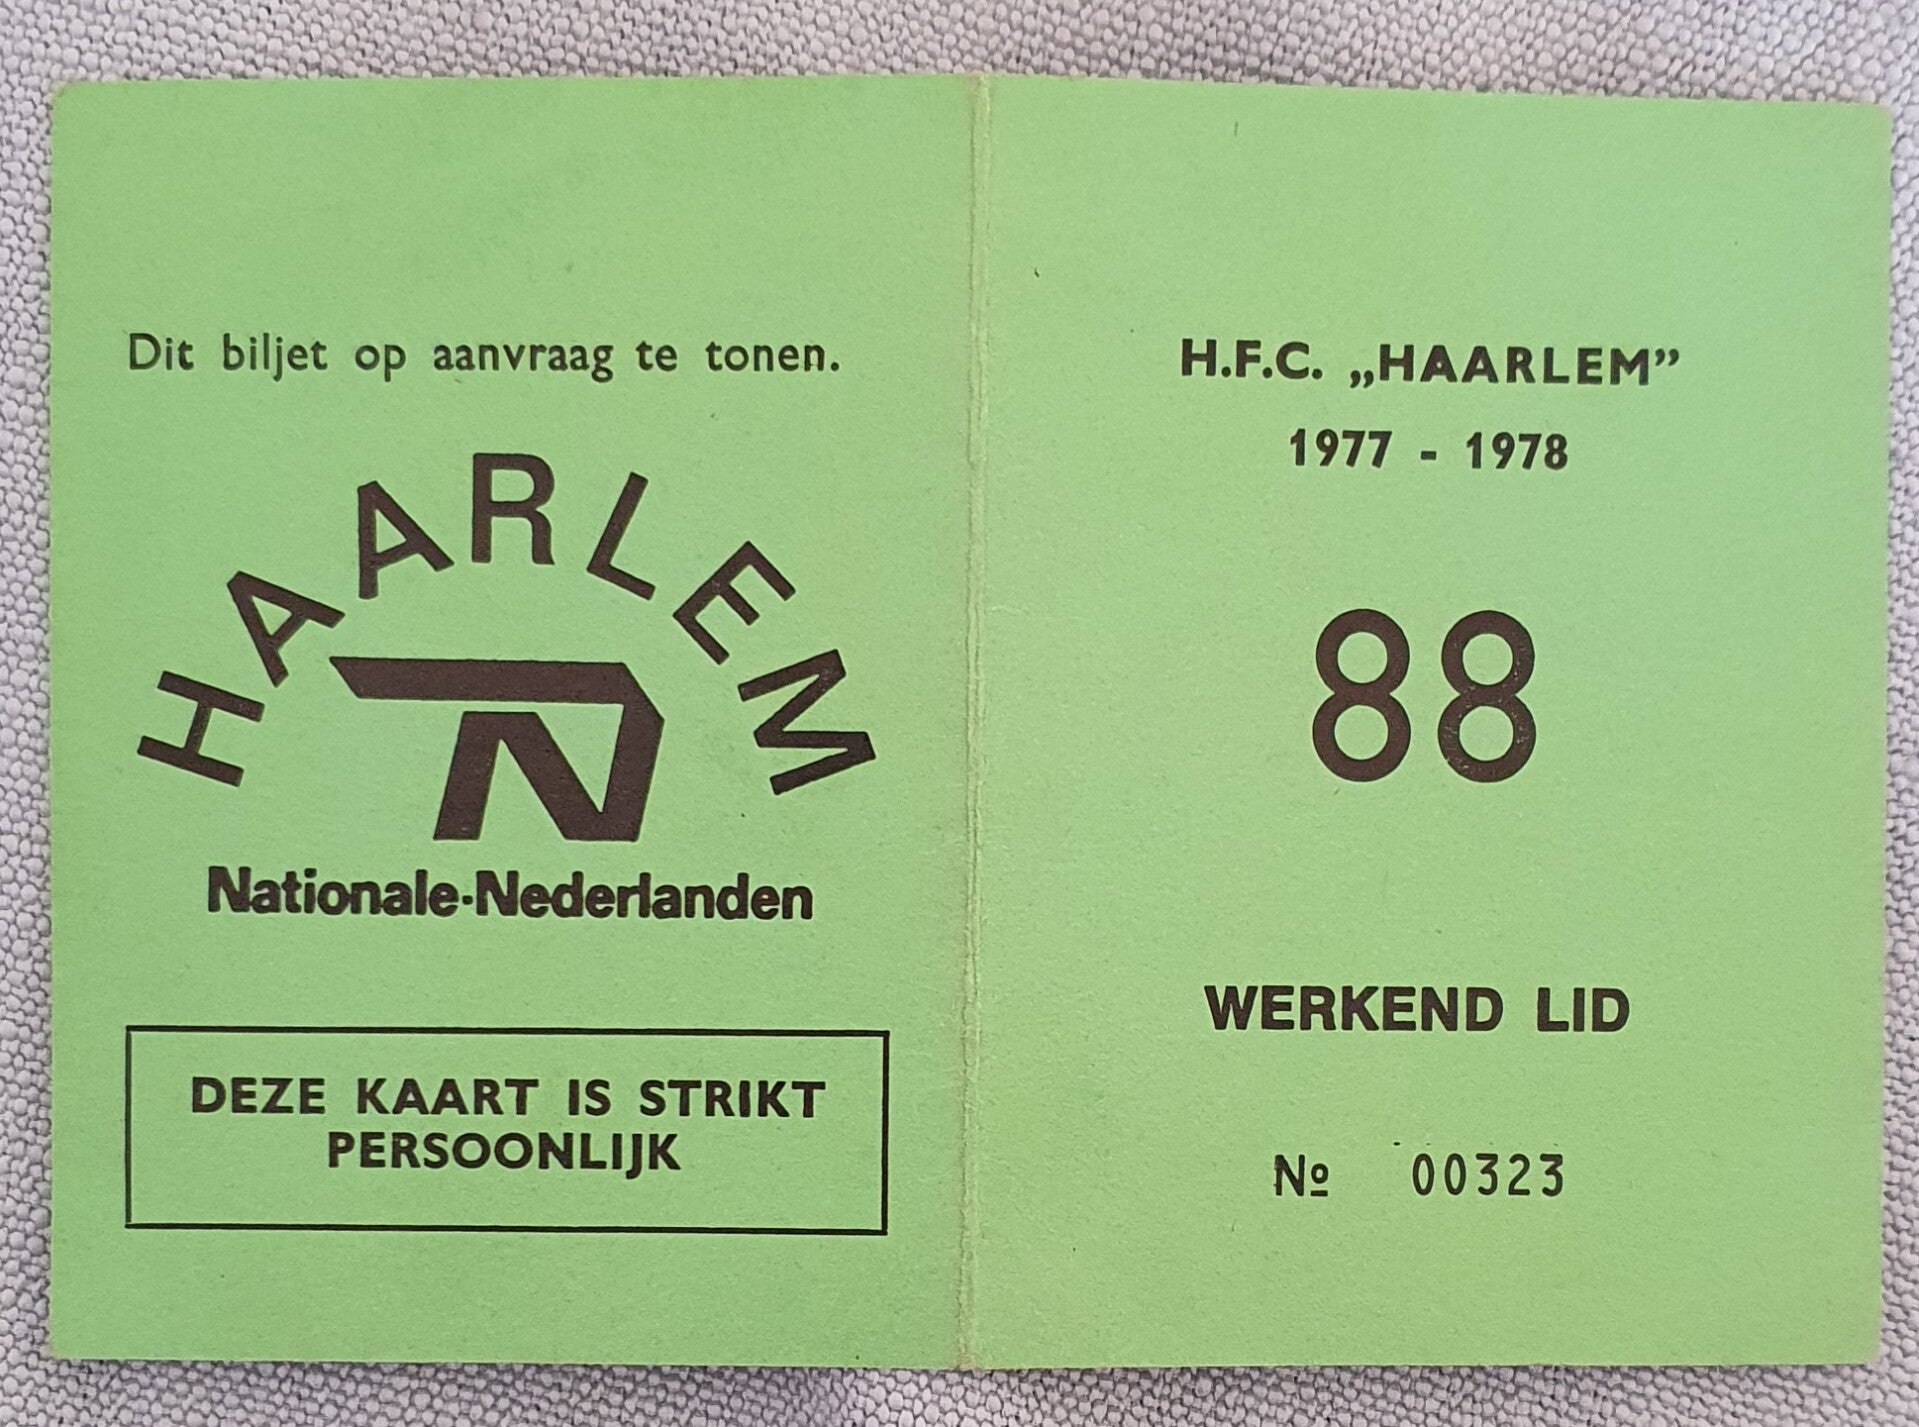 Dit biljet op aanvraag te tonen.
HAARLEM
N
Nationale-Nederlanden
DEZE KAART IS STRIKT
PERSOONLIJK
H.F.C. „HAARLEM”
1977 - 1978
88
WERKEND LID
Nº 00323